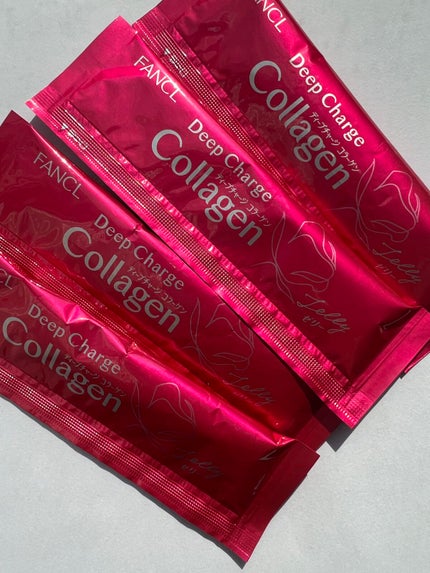 FANCL
Deep Charge
Collagen
ディープチャージ コラーゲン
FANCL
Deep Charge
Collagen
ディープチャージ コラーゲン
Jelly
ゼリー
FANCL
Deep Charge
Collagen
ディープチャージ コラーゲン
Jelly
ゼリー
NCL
Deep Charge
Collagen
ディープチャージ コラーゲン
Jelly